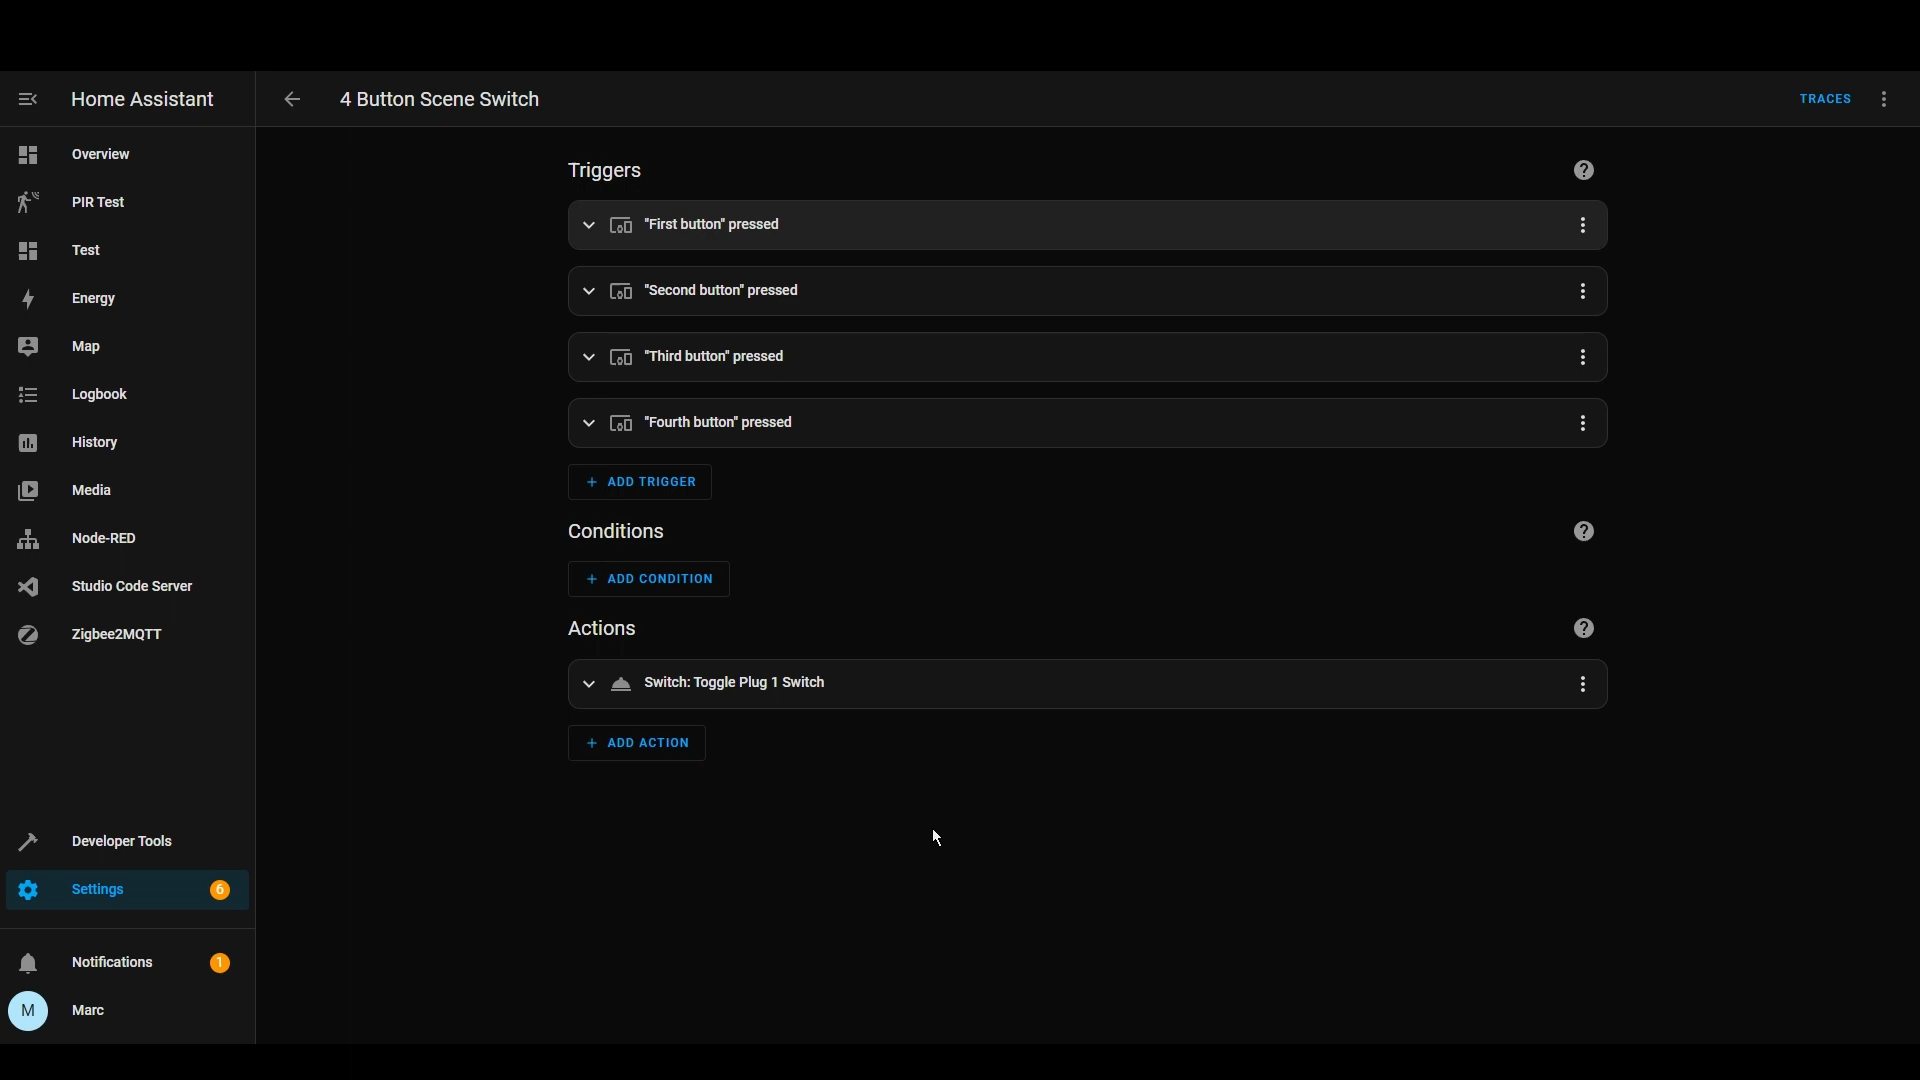 Home Assistant
4 Button Scene Switch
TRACES
Overview
PIR Test
Test
Energy
Map
Logbook
History
Media
Node-RED
Studio Code Server
Zigbee2MQTT
Developer Tools
Settings
6
Notifications
1
M
Marc
Triggers
"First button" pressed
"Second button" pressed
"Third button" pressed
"Fourth button" pressed
+ ADD TRIGGER
Conditions
+ ADD CONDITION
Actions
Switch: Toggle Plug 1 Switch
+ ADD ACTION